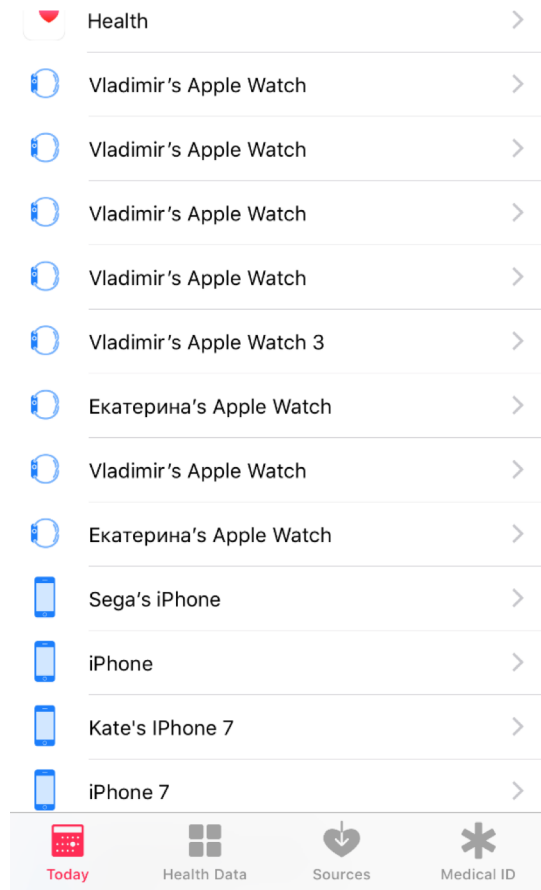 Health
Vladimir’s Apple Watch
Vladimir’s Apple Watch
Vladimir’s Apple Watch
Vladimir’s Apple Watch
Vladimir’s Apple Watch 3
Екатерина’s Apple Watch
Vladimir’s Apple Watch
Екатерина’s Apple Watch
Sega’s iPhone
iPhone
Kate's IPhone 7
iPhone 7
Today Health Data Sources Medical ID